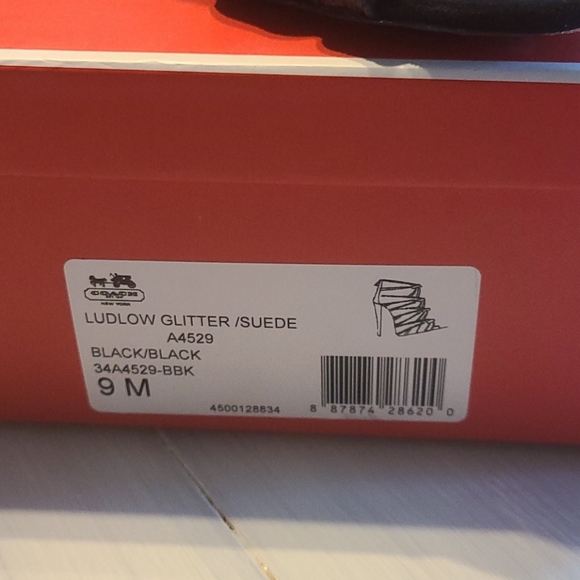 COACH
NEW YORK
LUDLOW GLITTER /SUEDE
A4529
BLACK/BLACK
34A4529-BBK
9 M
4500128834
8 87874 28620 0